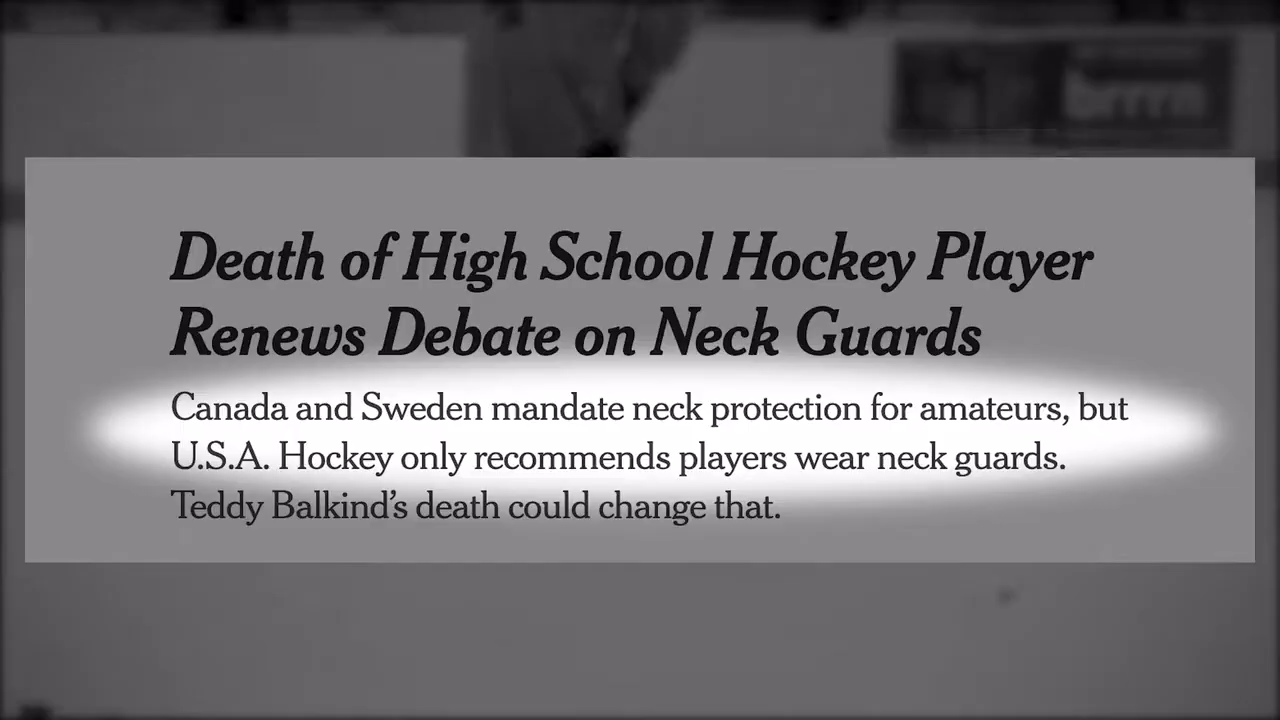 brrrn
Death of High School Hockey Player
Renews Debate on Neck Guards
Canada and Sweden mandate neck protection for amateurs, but
U.S.A. Hockey only recommends players wear neck guards.
Teddy Balkind’s death could change that.